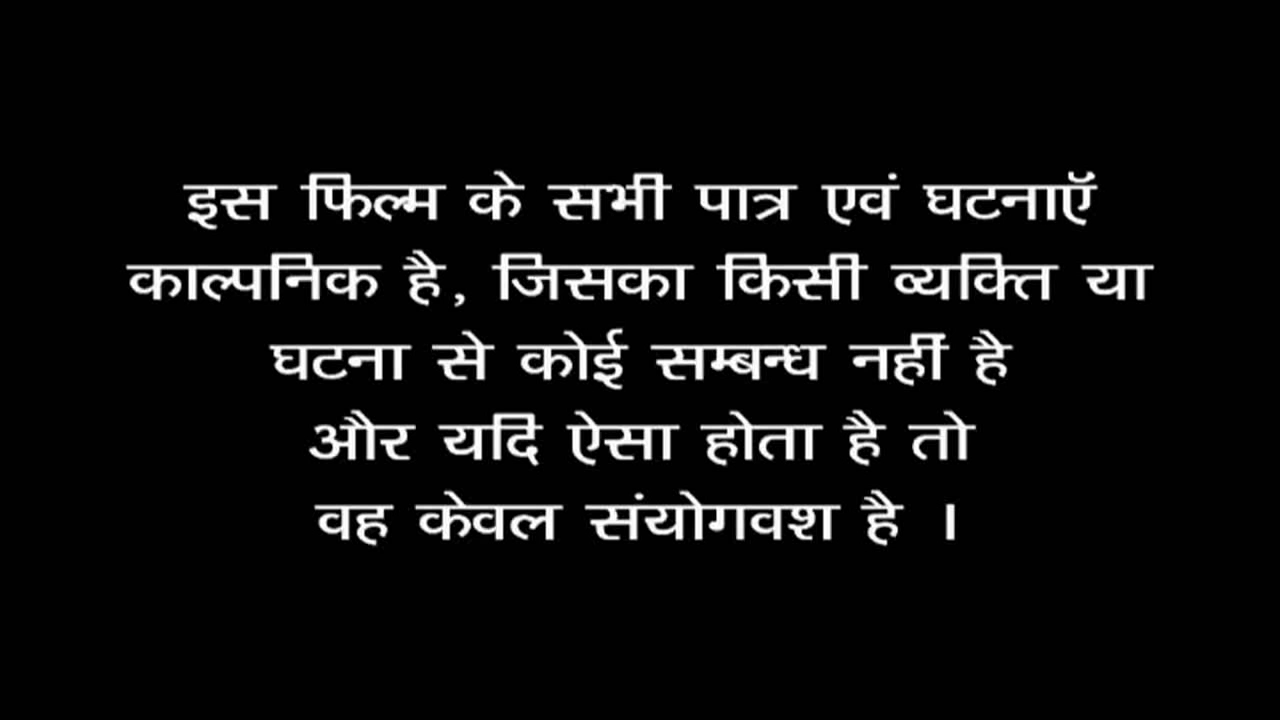 इस फिल्म के सभी पात्र एवं घटनाएॅ
काल्पनिक है, जिसका किसी व्यक्ति या
घटना से कोई सम्बन्ध नहीं है
और यदि ऐसा होता है तो
वह केवल संयोगवश है ।